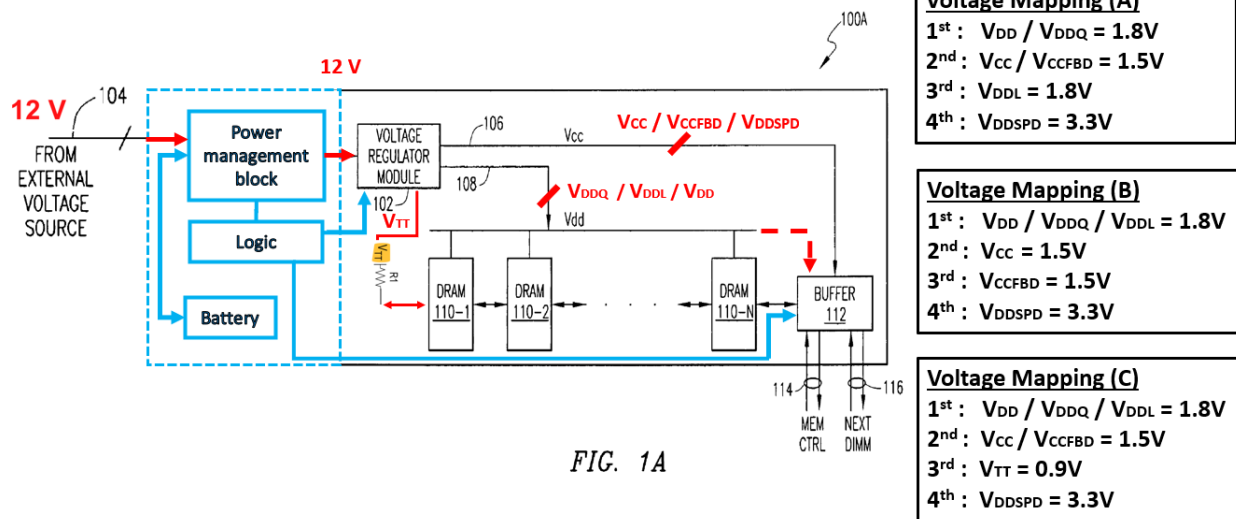 100A
12 V
12 V
104
FROM
EXTERNAL
VOLTAGE
SOURCE
Power
management
block
Logic
Battery
VOLTAGE
REGULATOR
MODULE
102
106
Vcc
VCC / VCCFBD / VDDSPD
108
VDDQ / VDDL / VDD
Vdd
VTT
VTT
R1
DRAM
110-1
DRAM
110-2
. . . .
DRAM
110-N
BUFFER
112
114
116
MEM
CTRL
NEXT
DIMM
FIG. 1A
Voltage Mapping (A)
1st : VDD / VDDQ = 1.8V
2nd : VCC / VCCFBD = 1.5V
3rd : VDDL = 1.8V
4th : VDDSPD = 3.3V
Voltage Mapping (B)
1st : VDD / VDDQ / VDDL = 1.8V
2nd : VCC = 1.5V
3rd : VCCFBD = 1.5V
4th : VDDSPD = 3.3V
Voltage Mapping (C)
1st : VDD / VDDQ / VDDL = 1.8V
2nd : VCC / VCCFBD = 1.5V
3rd : VTT = 0.9V
4th : VDDSPD = 3.3V